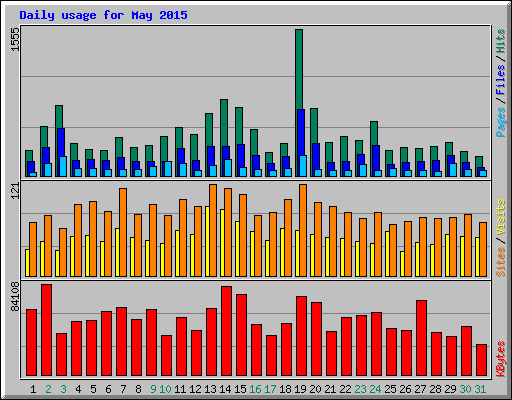 Daily usage for May 2015
1555
Pages / Files / Hits
121
Sites / Visits
84108
KBytes
1 2 3 4 5 6 7 8 9 10 11 12 13 14 15 16 17 18 19 20 21 22 23 24 25 26 27 28 29 30 31